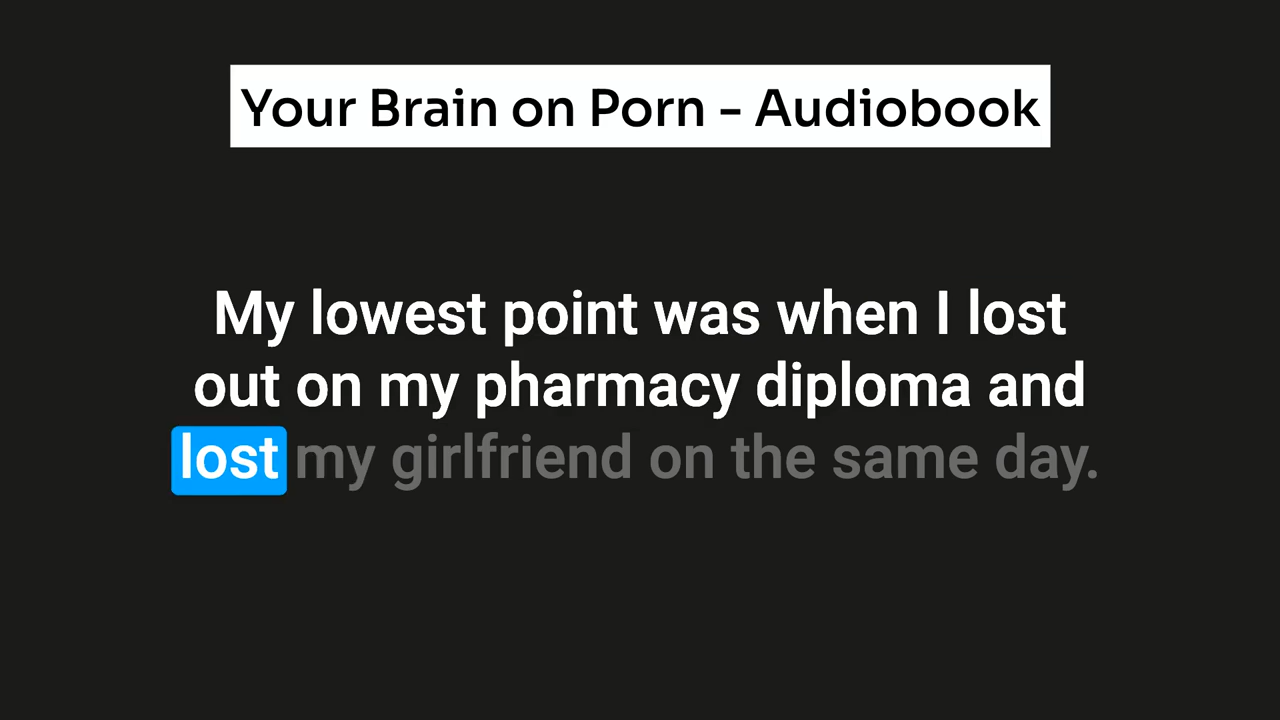 Your Brain on Porn - Audiobook
My lowest point was when I lost
out on my pharmacy diploma and
lost my girlfriend on the same day.